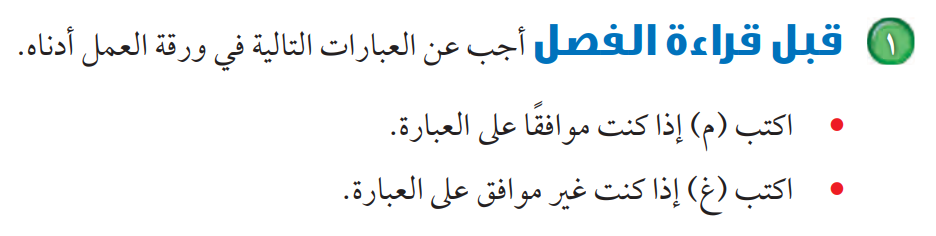 ١ قبل قراءة الفصل أجب عن العبارات التالية في ورقة العمل أدناه.
• اكتب (م) إذا كنت موافقًا على العبارة.
• اكتب (غ) إذا كنت غير موافق على العبارة.